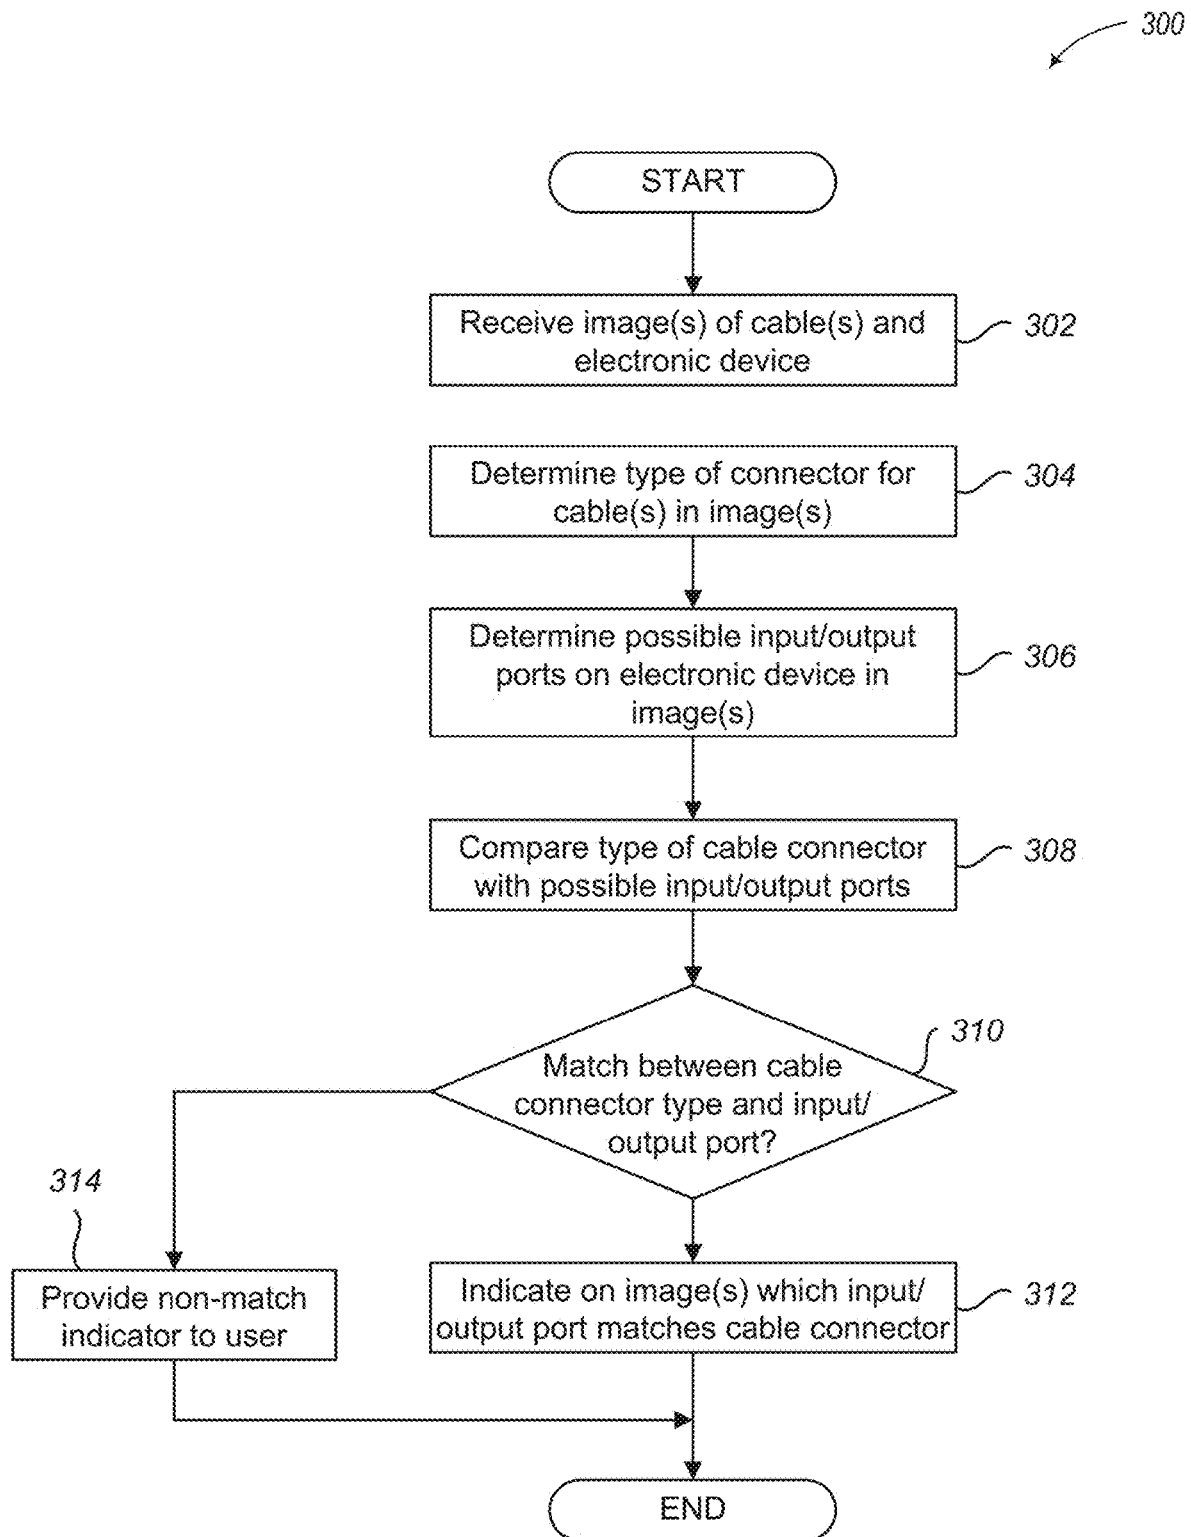 300
START
Receive image(s) of cable(s) and
electronic device
302
Determine type of connector for
cable(s) in image(s)
304
Determine possible input/output
ports on electronic device in
image(s)
306
Compare type of cable connector
with possible input/output ports
308
Match between cable
connector type and input/
output port?
310
314
Provide non-match
indicator to user
Indicate on image(s) which input/
output port matches cable connector
312
END